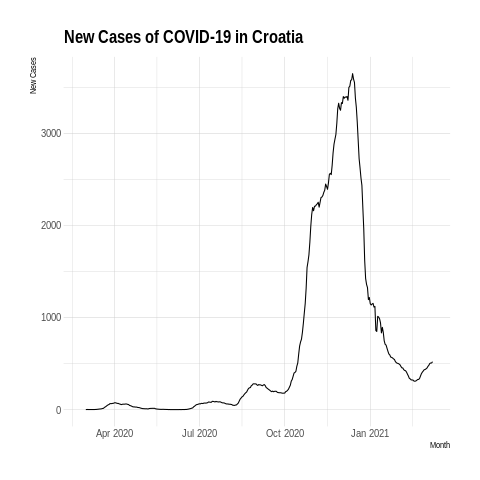 New Cases of COVID-19 in Croatia
New Cases
3000
2000
1000
0
Apr 2020
Jul 2020
Oct 2020
Jan 2021
Month